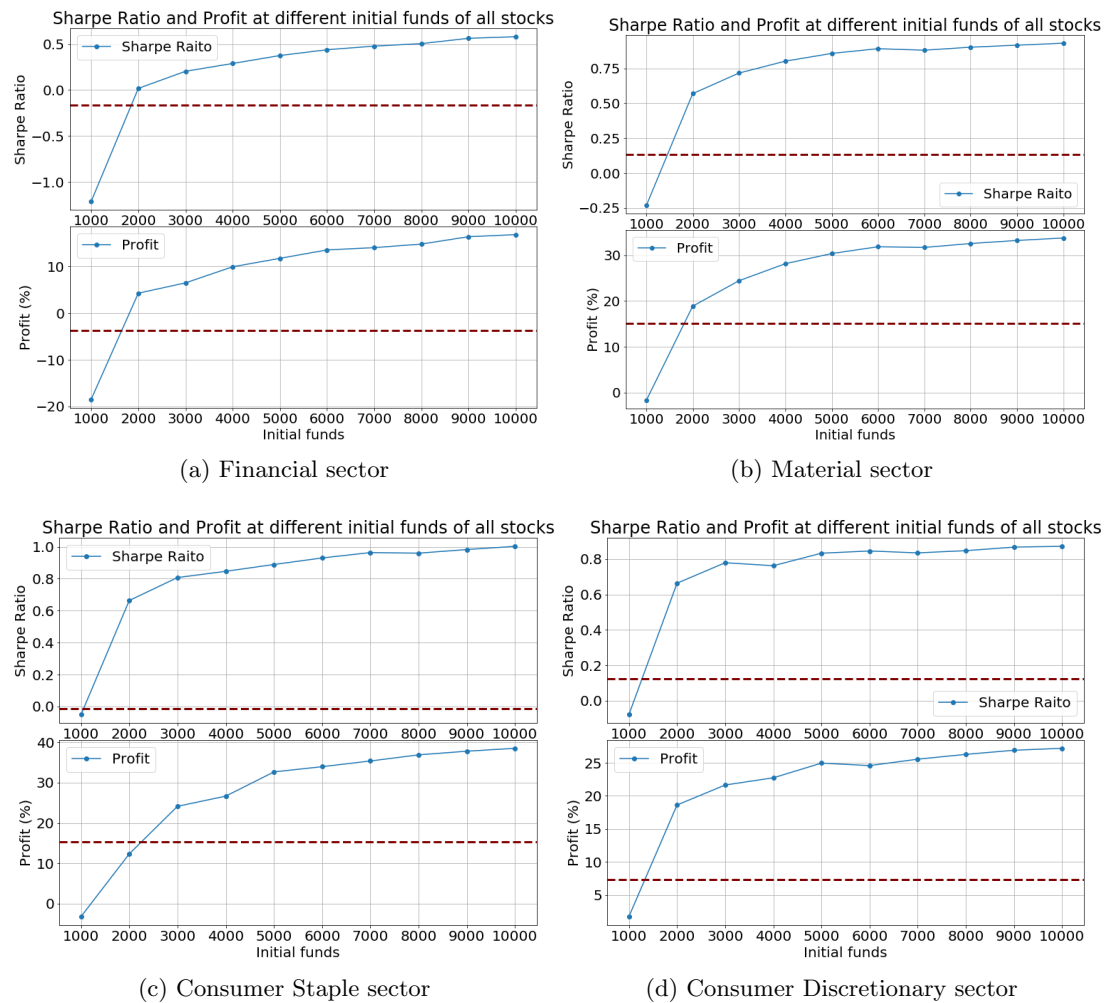 Sharpe Ratio and Profit at different initial funds of all stocks
0.5
0.0
−0.5
−1.0
Sharpe Ratio
Sharpe Raito
1000 2000 3000 4000 5000 6000 7000 8000 9000 10000
10
0
−10
−20
Profit (%)
Profit
1000 2000 3000 4000 5000 6000 7000 8000 9000 10000
Initial funds
(a) Financial sector
Sharpe Ratio and Profit at different initial funds of all stocks
0.75
0.50
0.25
0.00
−0.25
Sharpe Ratio
Sharpe Raito
1000 2000 3000 4000 5000 6000 7000 8000 9000 10000
30
20
10
0
Profit (%)
Profit
1000 2000 3000 4000 5000 6000 7000 8000 9000 10000
Initial funds
(b) Material sector
Sharpe Ratio and Profit at different initial funds of all stocks
1.0
0.8
0.6
0.4
0.2
0.0
Sharpe Ratio
Sharpe Raito
1000 2000 3000 4000 5000 6000 7000 8000 9000 10000
40
30
20
10
0
Profit (%)
Profit
1000 2000 3000 4000 5000 6000 7000 8000 9000 10000
Initial funds
(c) Consumer Staple sector
Sharpe Ratio and Profit at different initial funds of all stocks
0.8
0.6
0.4
0.2
0.0
Sharpe Ratio
Sharpe Raito
1000 2000 3000 4000 5000 6000 7000 8000 9000 10000
25
20
15
10
5
Profit (%)
Profit
1000 2000 3000 4000 5000 6000 7000 8000 9000 10000
Initial funds
(d) Consumer Discretionary sector